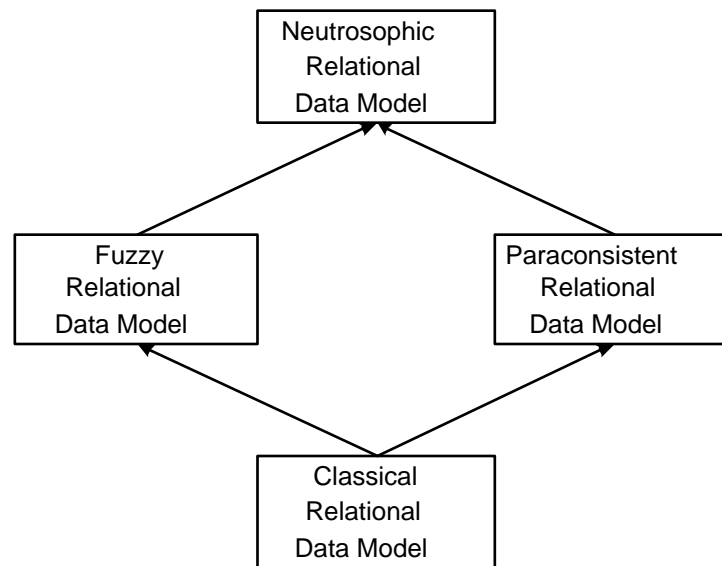 Neutrosophic
Relational
Data Model
Fuzzy
Relational
Data Model
Paraconsistent
Relational
Data Model
Classical
Relational
Data Model